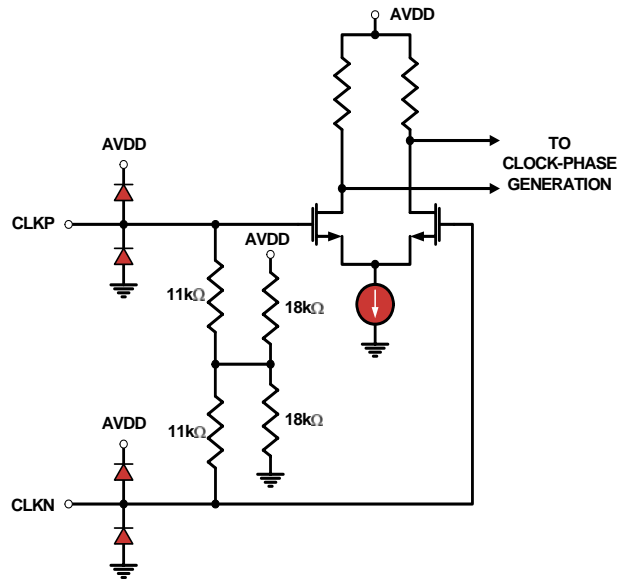 AVDD
TO
CLOCK-PHASE
GENERATION
AVDD
CLKP
AVDD
11kΩ
18kΩ
11kΩ
18kΩ
AVDD
CLKN